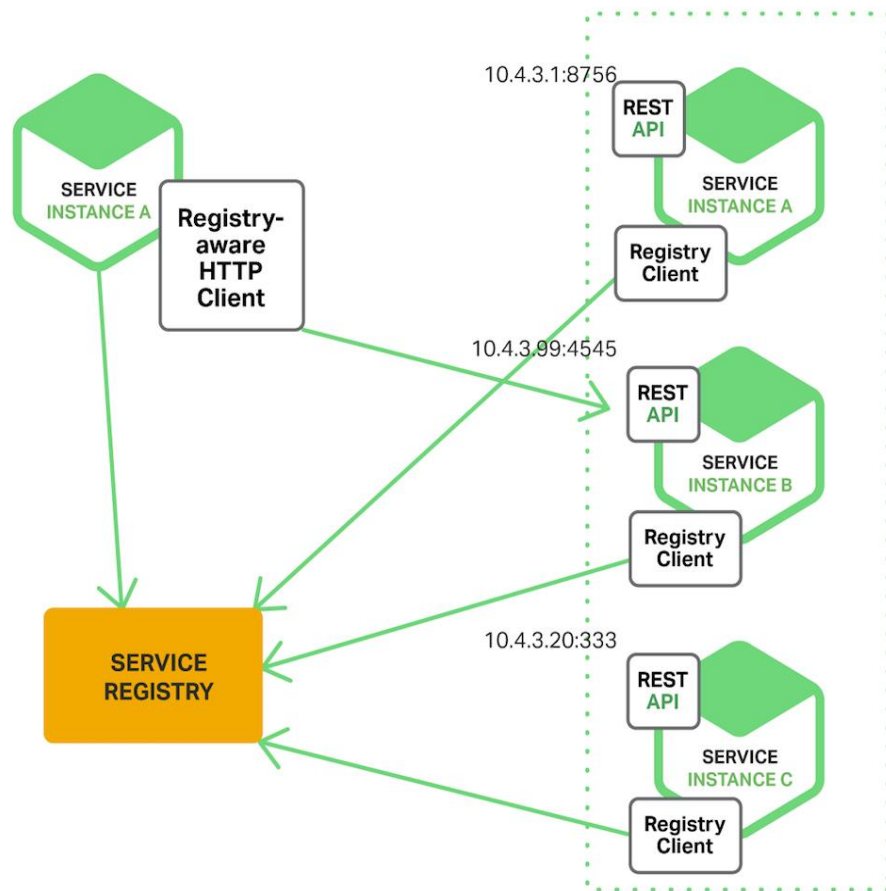 SERVICE
INSTANCE A
Registry-
aware
HTTP
Client
SERVICE
REGISTRY
10.4.3.1:8756
REST
API
SERVICE
INSTANCE A
Registry
Client
10.4.3.99:4545
REST
API
SERVICE
INSTANCE B
Registry
Client
10.4.3.20:333
REST
API
SERVICE
INSTANCE C
Registry
Client